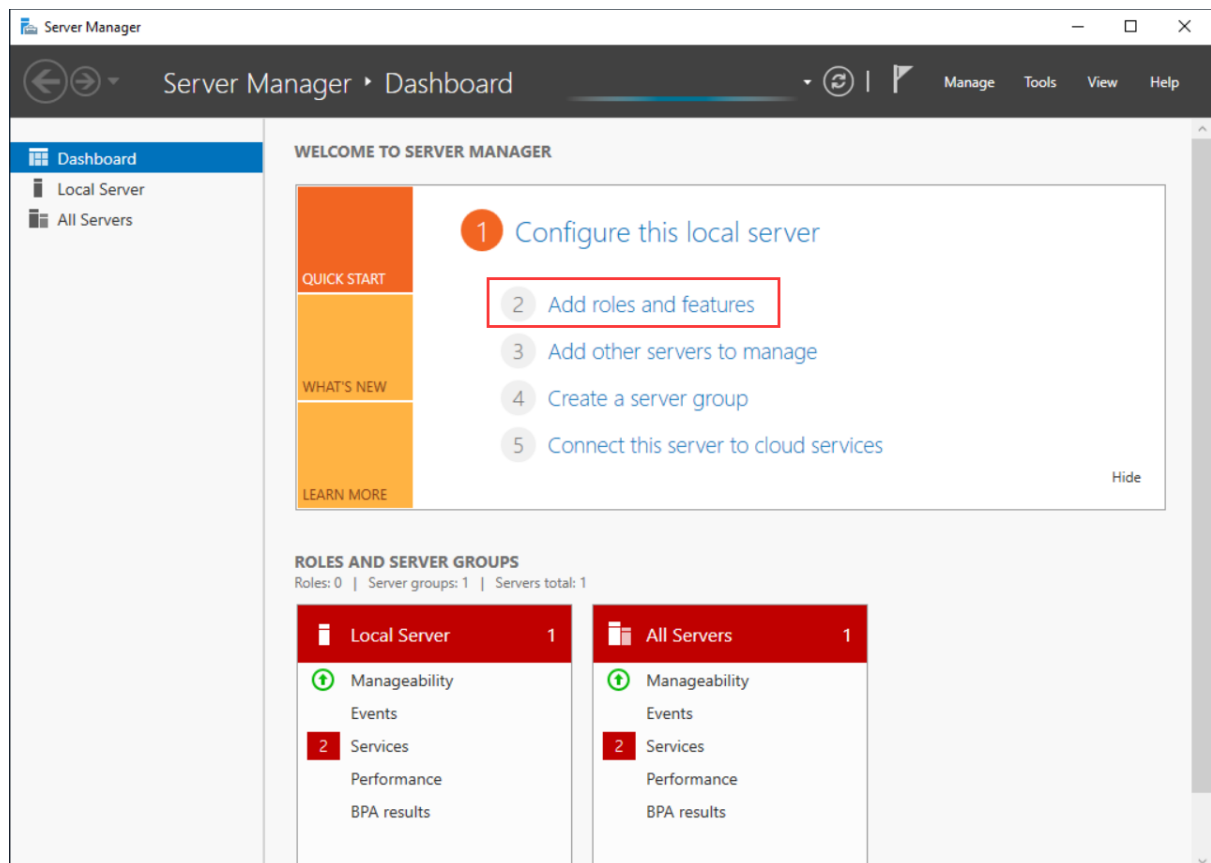 Server Manager
Server Manager ‣ Dashboard
Manage Tools View Help
Dashboard
Local Server
All Servers
WELCOME TO SERVER MANAGER
QUICK START
WHAT'S NEW
LEARN MORE
1 Configure this local server
2 Add roles and features
3 Add other servers to manage
4 Create a server group
5 Connect this server to cloud services
Hide
ROLES AND SERVER GROUPS
Roles: 0 | Server groups: 1 | Servers total: 1
Local Server 1
Manageability
Events
2 Services
Performance
BPA results
All Servers 1
Manageability
Events
2 Services
Performance
BPA results